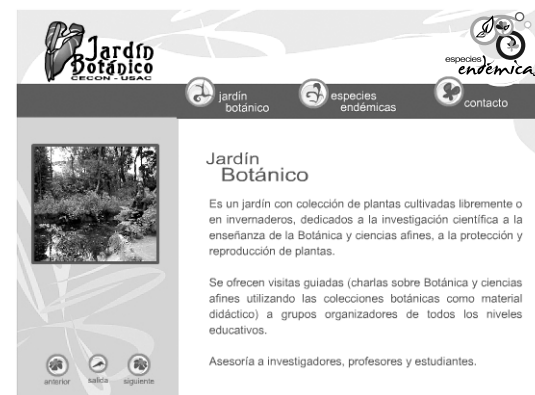 Jardín
Botánico
CECON - USAC
especies
endémica
jardín
botánico
especies
endémicas
contacto
Jardín
Botánico
Es un jardín con colección de plantas cultivadas libremente o
en invernaderos, dedicados a la investigación científica a la
enseñanza de la Botánica y ciencias afines, a la protección y
reproducción de plantas.
Se ofrecen visitas guiadas (charlas sobre Botánica y ciencias
afines utilizando las colecciones botánicas como material
didáctico) a grupos organizadores de todos los niveles
educativos.
Asesoría a investigadores, profesores y estudiantes.
anterior
salida
siguiente